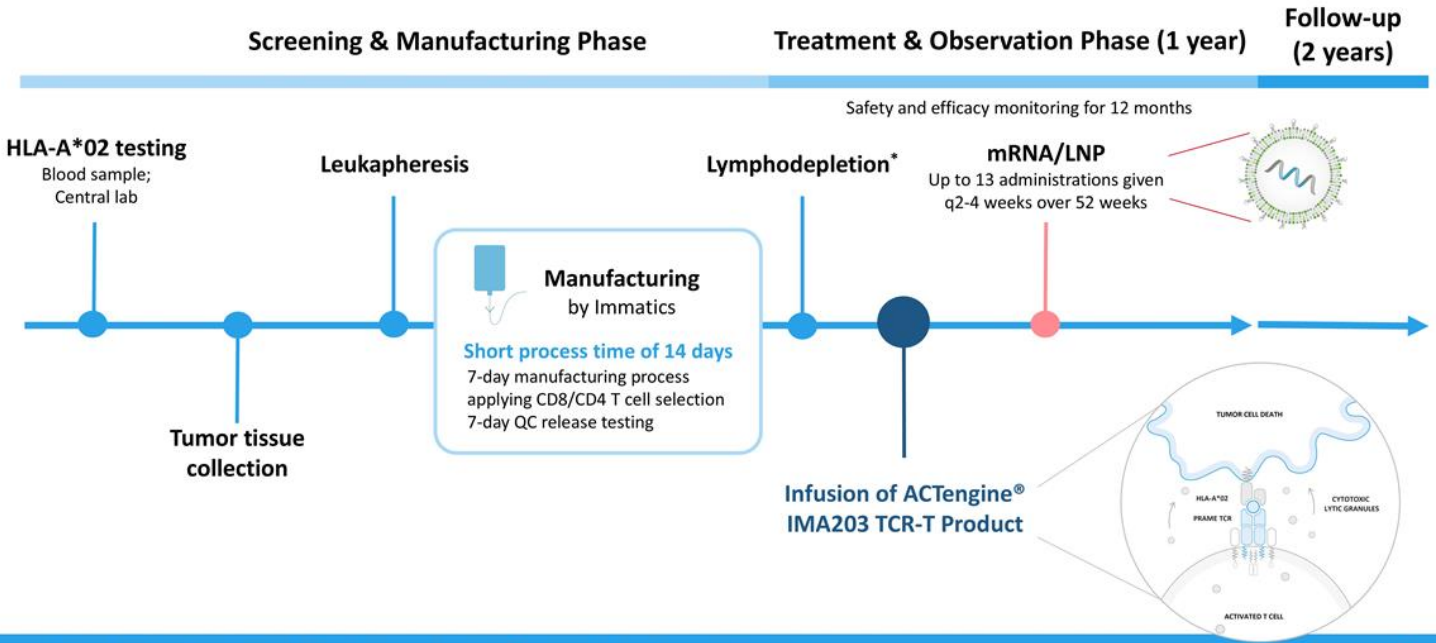 Screening & Manufacturing Phase
Treatment & Observation Phase (1 year)
Follow-up
(2 years)
Safety and efficacy monitoring for 12 months
HLA-A*02 testing
Blood sample;
Central lab
Leukapheresis
Lymphodepletion*
mRNA/LNP
Up to 13 administrations given
q2-4 weeks over 52 weeks
Manufacturing
by Immatics
Short process time of 14 days
7-day manufacturing process
applying CD8/CD4 T cell selection
7-day QC release testing
Tumor tissue
collection
Infusion of ACTengine®
IMA203 TCR-T Product
TUMOR CELL DEATH
HLA-A*02
PRAME TCR
CYTOTOXIC
LYTIC GRANULES
ACTIVATED T CELL